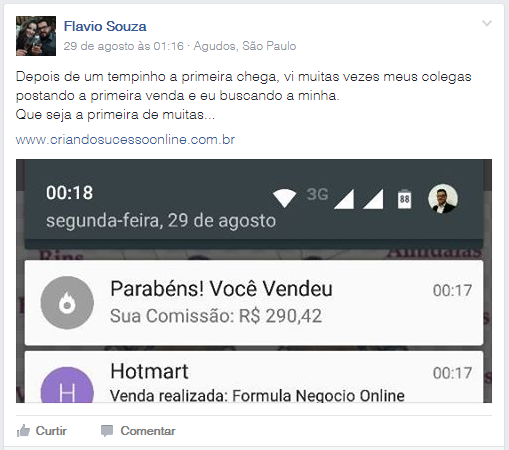 Flavio Souza
29 de agosto às 01:16 · Agudos, São Paulo
Depois de um tempinho a primeira chega, vi muitas vezes meus colegas
postando a primeira venda e eu buscando a minha.
Que seja a primeira de muitas...
www.criandosucessoonline.com.br
00:18
3G
88
segunda-feira, 29 de agosto
Rins
Amídalas
Parabéns! Você Vendeu
00:17
Sua Comissão: R$ 290,42
H
Hotmart
00:17
Venda realizada: Formula Negocio Online
Curtir
Comentar